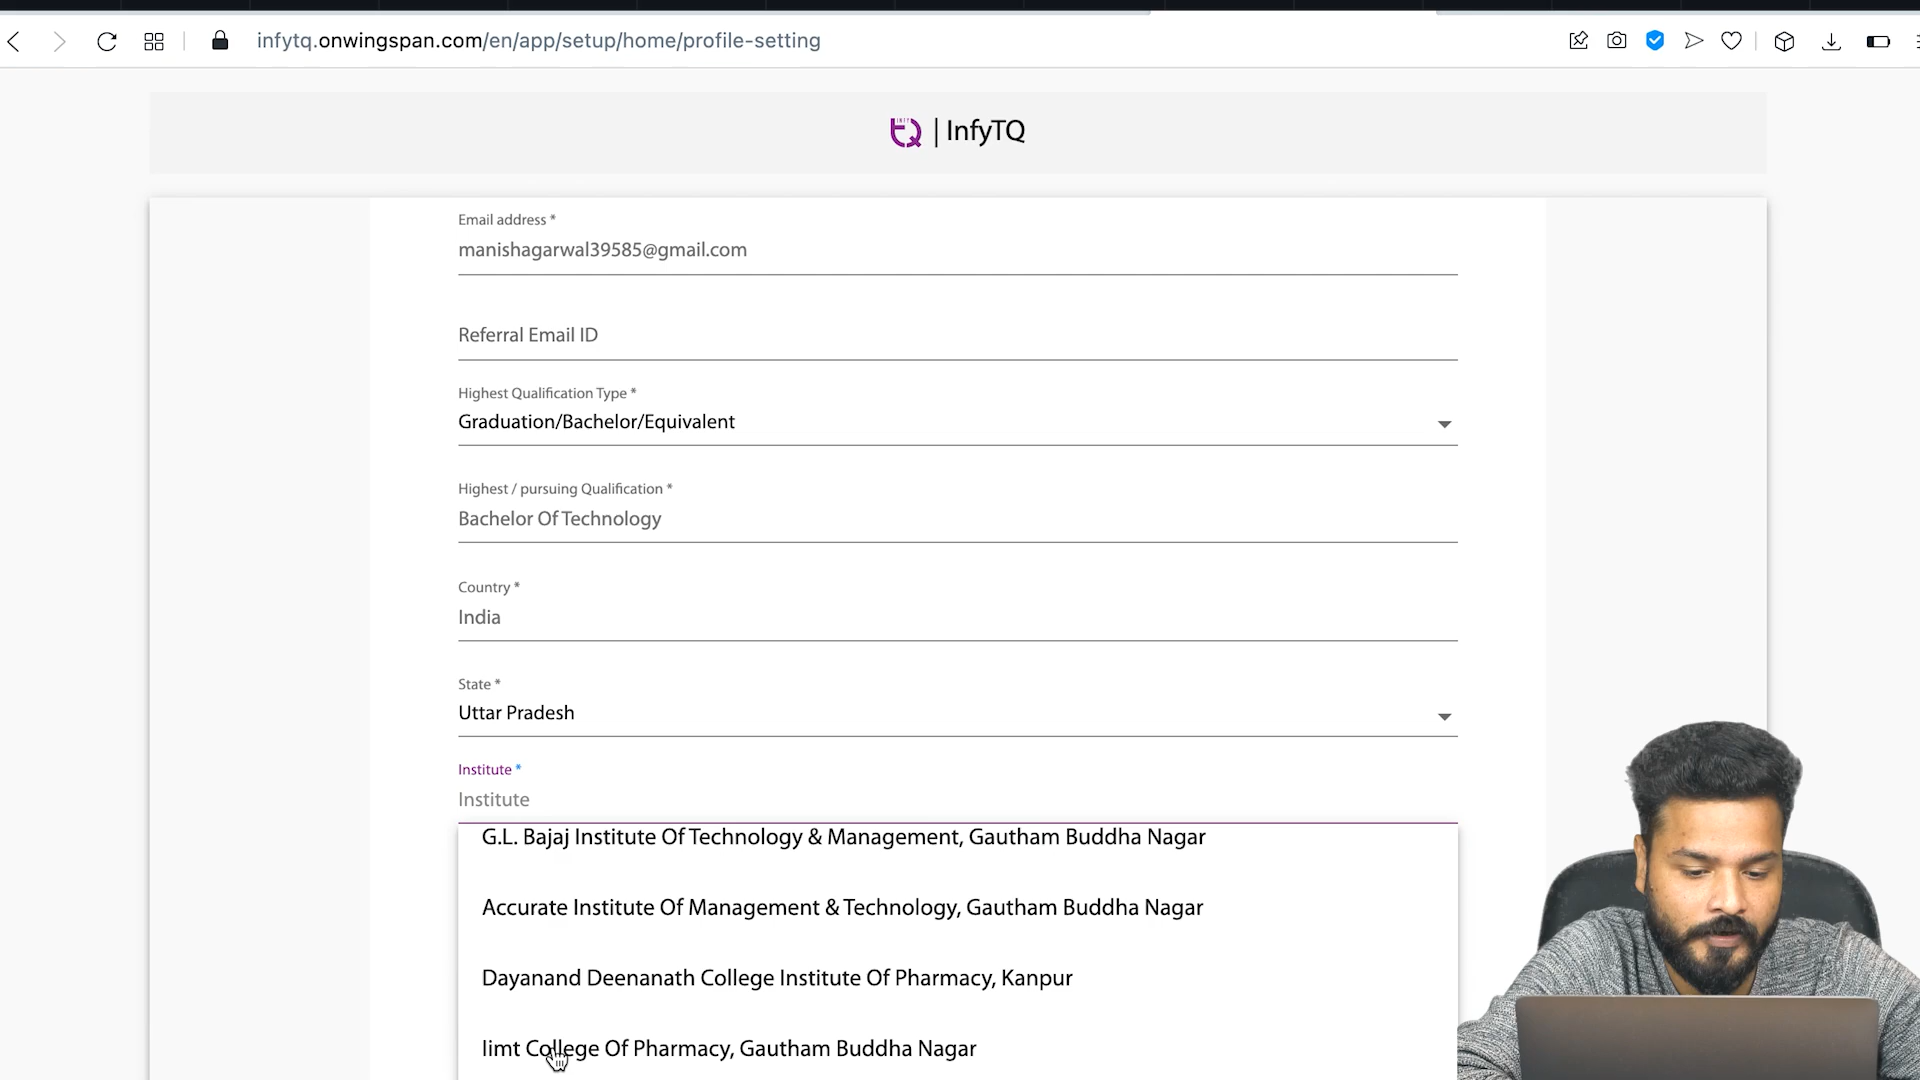 infytq.onwingspan.com/en/app/setup/home/profile-setting
INFY TQ | InfyTQ
Email address *
manishagarwal39585@gmail.com
Referral Email ID
Highest Qualification Type *
Graduation/Bachelor/Equivalent
Highest / pursuing Qualification *
Bachelor Of Technology
Country *
India
State *
Uttar Pradesh
Institute *
Institute
G.L. Bajaj Institute Of Technology & Management, Gautham Buddha Nagar
Accurate Institute Of Management & Technology, Gautham Buddha Nagar
Dayanand Deenanath College Institute Of Pharmacy, Kanpur
Iimt College Of Pharmacy, Gautham Buddha Nagar